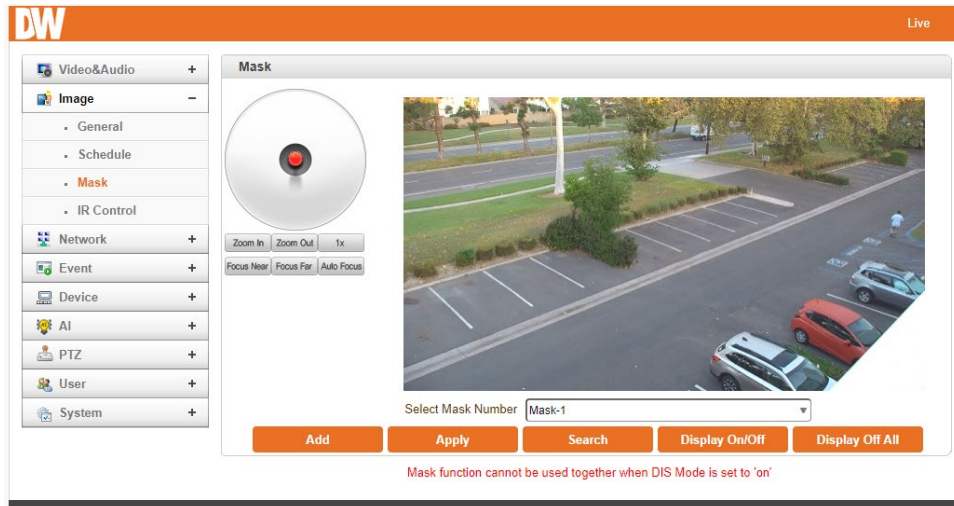 DW
Live
Video&Audio +
Image –
General
Schedule
Mask
IR Control
Network +
Event +
Device +
AI +
PTZ +
User +
System +
Mask
Zoom In Zoom Out 1x
Focus Near Focus Far Auto Focus
Select Mask Number Mask-1
Add Apply Search Display On/Off Display Off All
Mask function cannot be used together when DIS Mode is set to 'on'